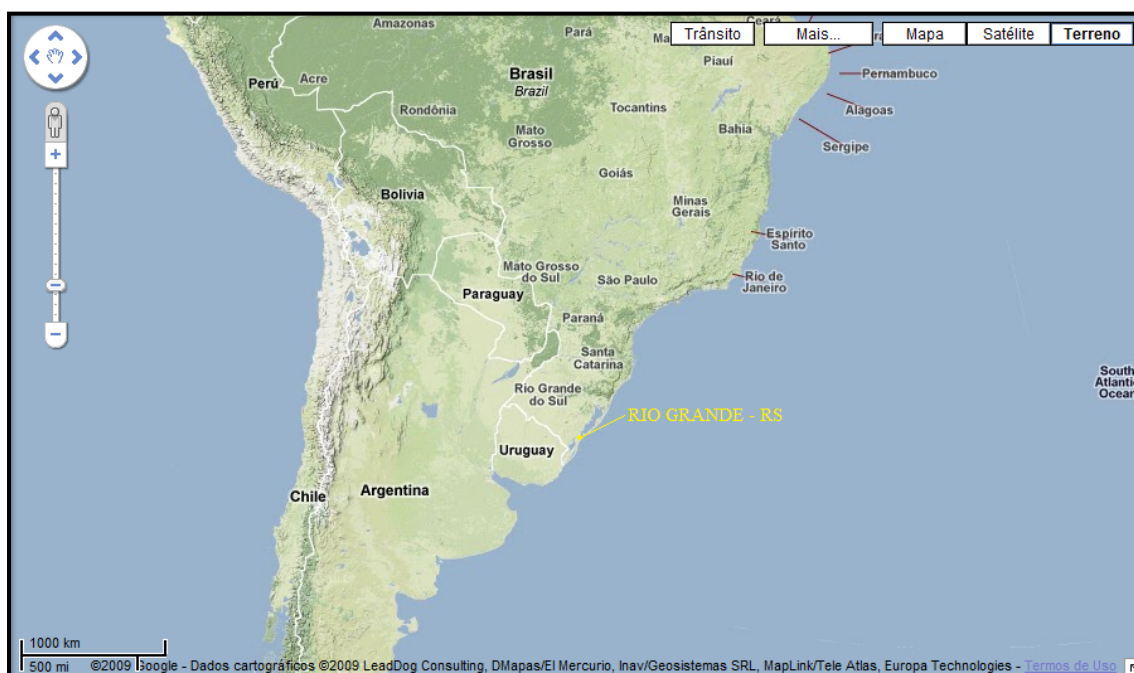 Amazonas
Ceará
Trânsito
Mais...
Mapa
Satélite
Terreno
Pará
Ma
Piauí
Pernambuco
Perú
Acre
Brasil
Brazil
Rondônia
Tocantins
Alagoas
Mato
Grosso
Bahia
Sergipe
Goiás
Bolivia
Minas
Gerais
Espírito
Santo
Mato Grosso
do Sul
São Paulo
Rio de
Janeiro
Paraguay
Paraná
Santa
Catarina
South
Atlantic
Ocean
Rio Grande
do Sul
RIO GRANDE - RS
Uruguay
Chile
Argentina
1000 km
500 mi
©2009 Google - Dados cartográficos ©2009 LeadDog Consulting, DMapas/El Mercurio, Inav/Geosistemas SRL, MapLink/Tele Atlas, Europa Technologies - Termos de Uso